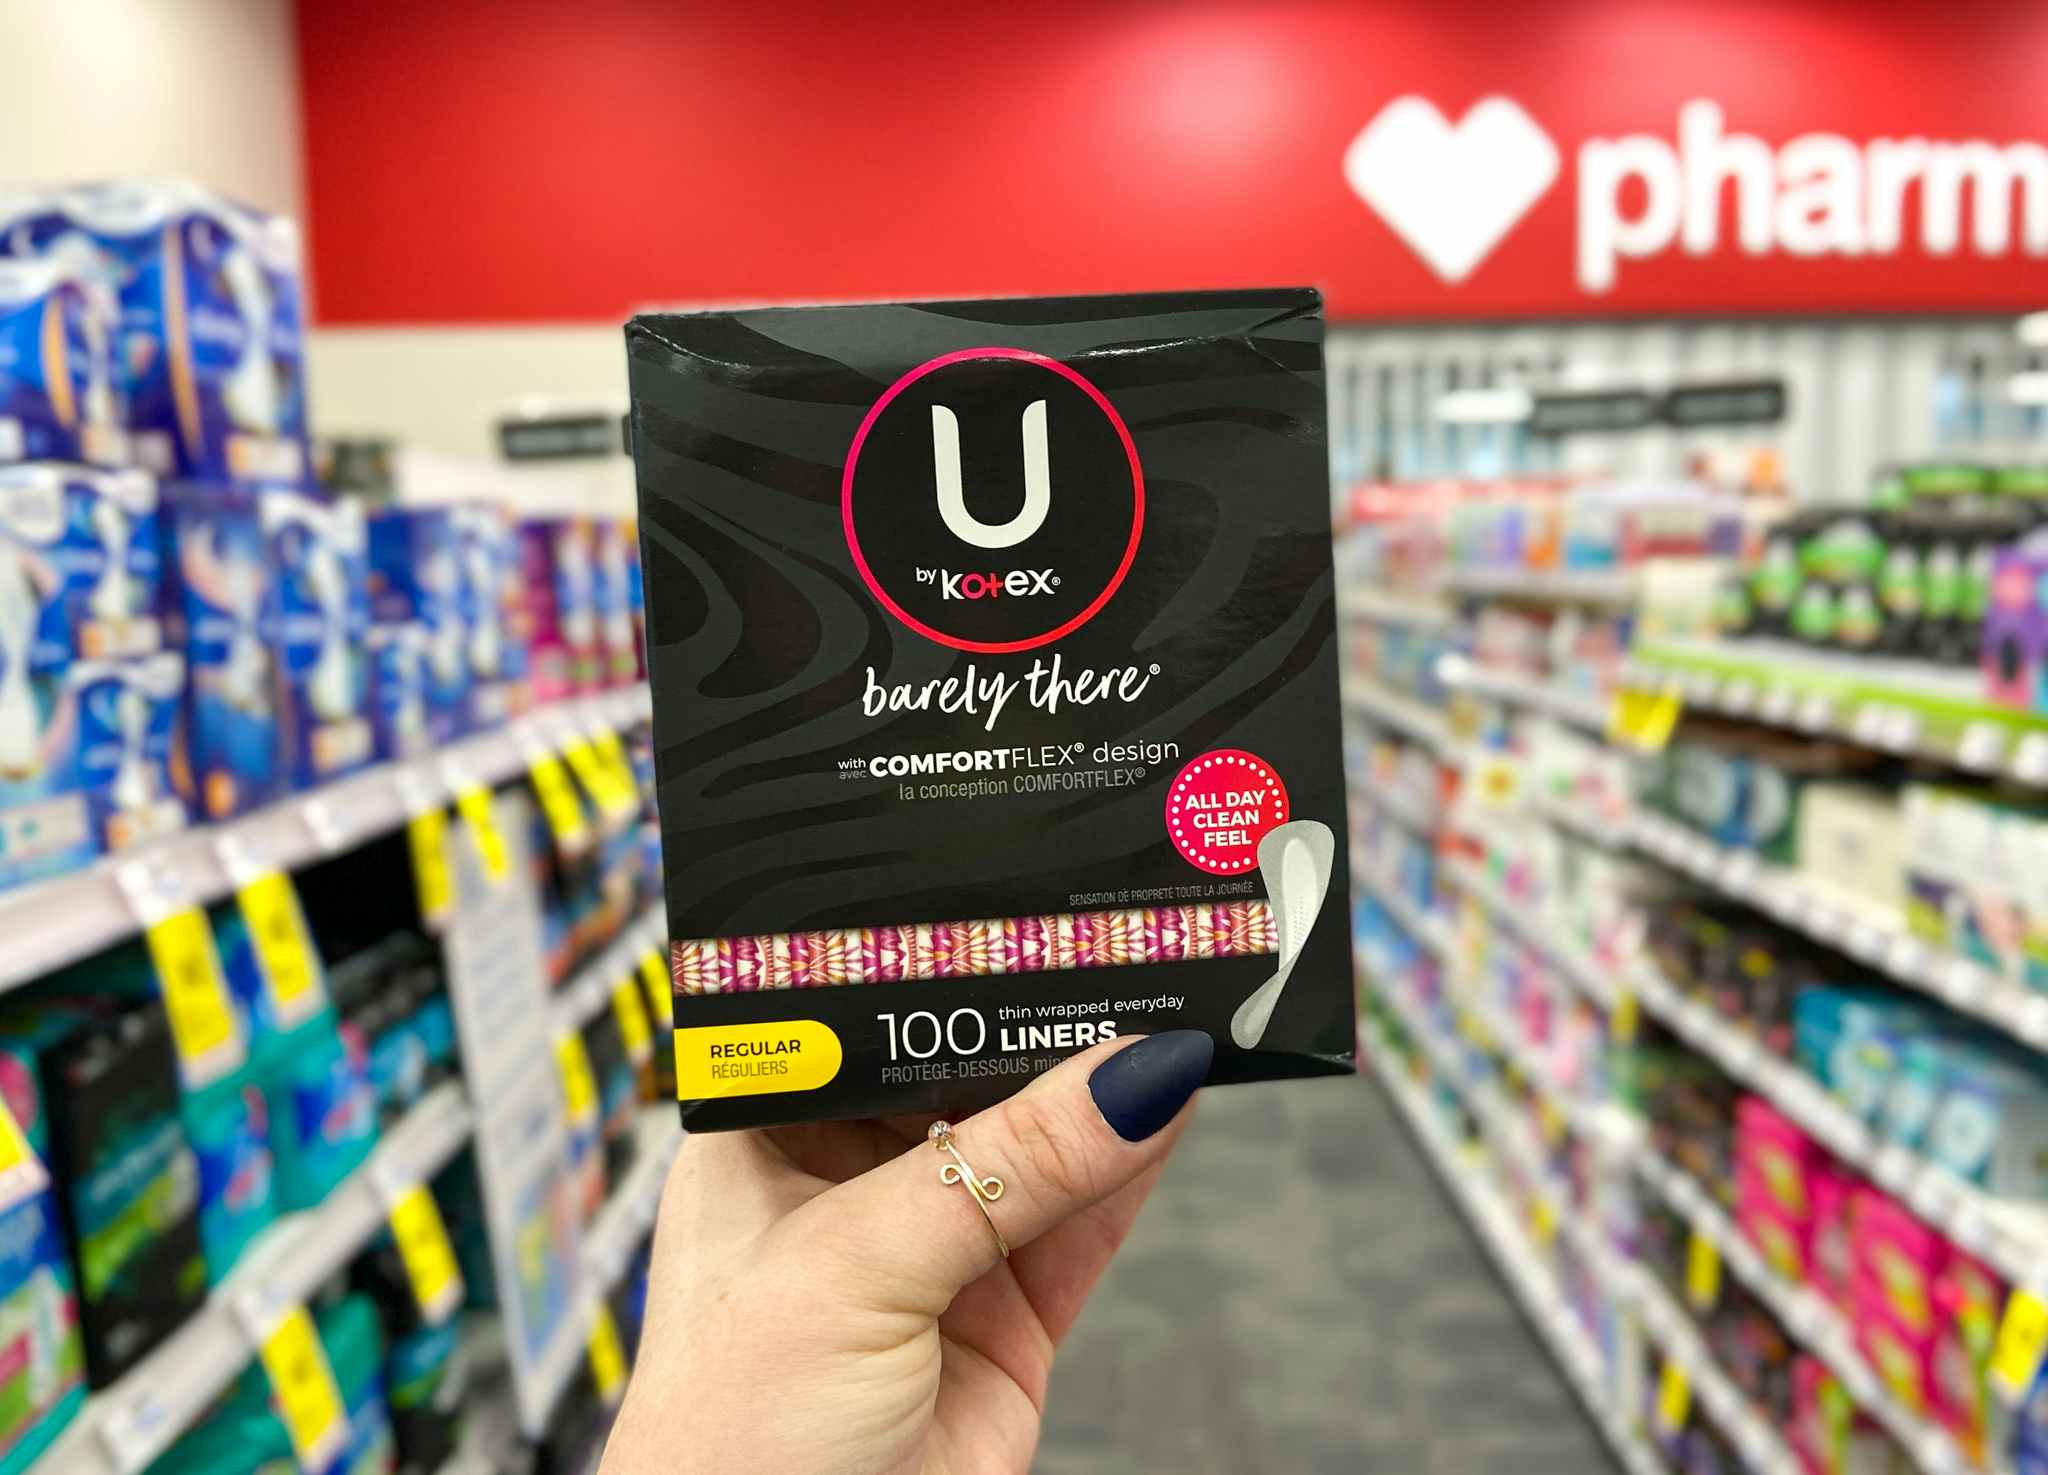 pharm
U
by kotex®
barely there®
with COMFORTFLEX® design
avec la conception COMFORTFLEX®
ALL DAY
CLEAN
FEEL
SENSATION DE PROPRETÉ TOUTE LA JOURNÉE
REGULAR
RÉGULIERS
100 thin wrapped everyday
LINERS
PROTÈGE-DESSOUS